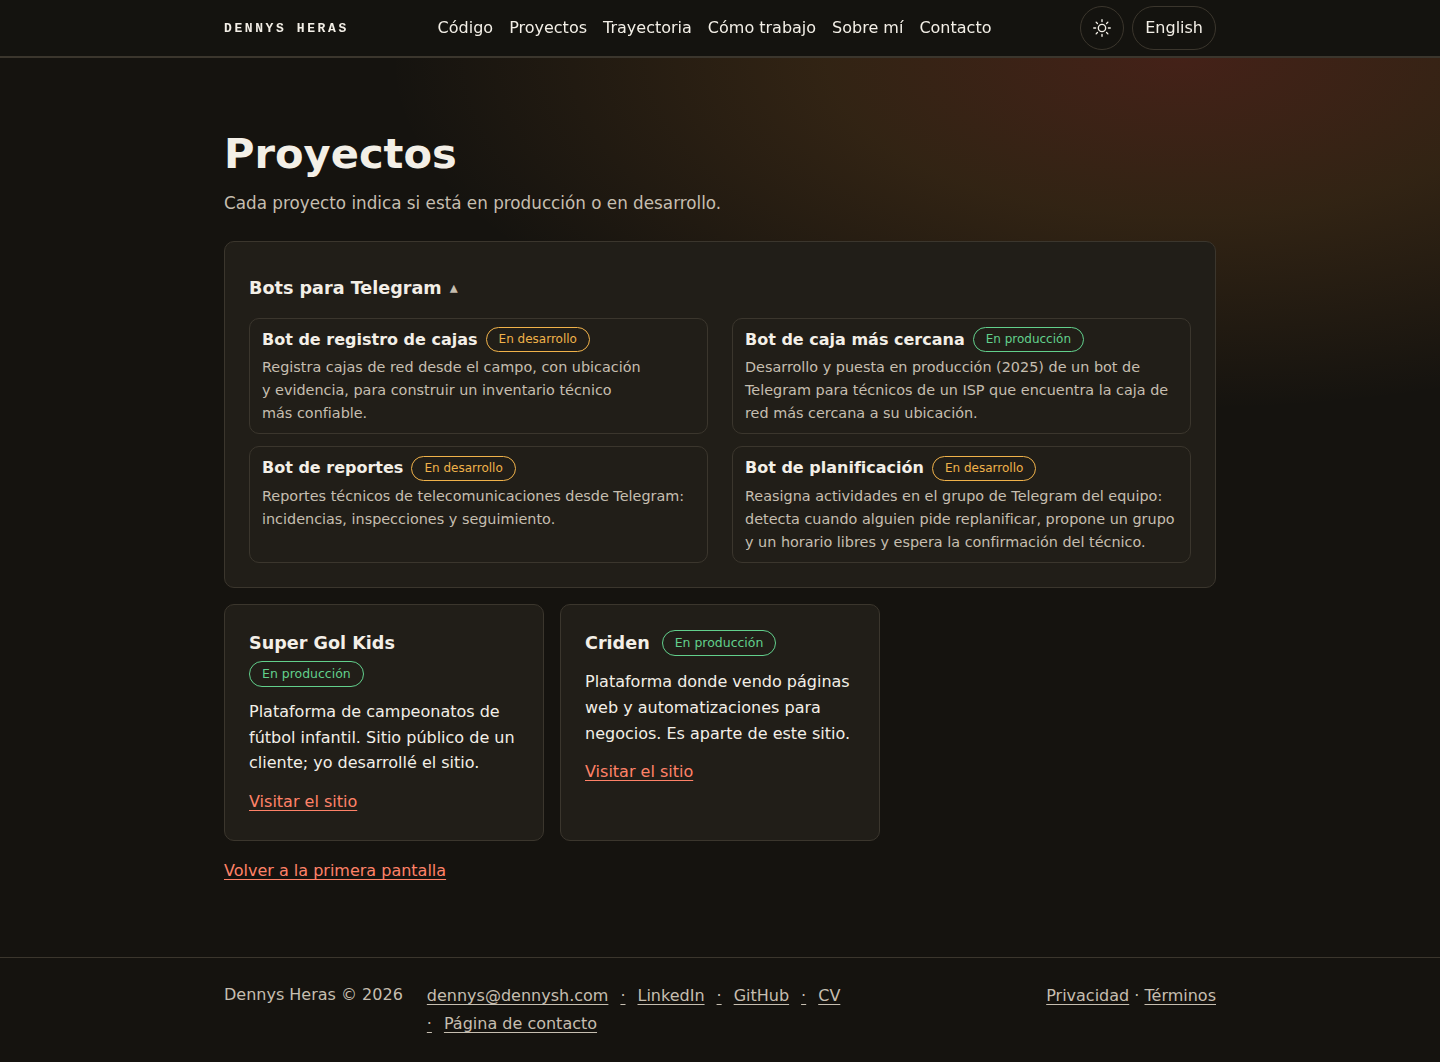 DENNYS HERAS
Código Proyectos Trayectoria Cómo trabajo Sobre mí Contacto
English
Proyectos
Cada proyecto indica si está en producción o en desarrollo.
Bots para Telegram ▲
Bot de registro de cajas En desarrollo
Registra cajas de red desde el campo, con ubicación
y evidencia, para construir un inventario técnico
más confiable.
Bot de caja más cercana En producción
Desarrollo y puesta en producción (2025) de un bot de
Telegram para técnicos de un ISP que encuentra la caja de
red más cercana a su ubicación.
Bot de reportes En desarrollo
Reportes técnicos de telecomunicaciones desde Telegram:
incidencias, inspecciones y seguimiento.
Bot de planificación En desarrollo
Reasigna actividades en el grupo de Telegram del equipo:
detecta cuando alguien pide replanificar, propone un grupo
y un horario libres y espera la confirmación del técnico.
Super Gol Kids
En producción
Plataforma de campeonatos de
fútbol infantil. Sitio público de un
cliente; yo desarrollé el sitio.
Visitar el sitio
Criden En producción
Plataforma donde vendo páginas
web y automatizaciones para
negocios. Es aparte de este sitio.
Visitar el sitio
Volver a la primera pantalla
Dennys Heras © 2026
dennys@dennysh.com · LinkedIn · GitHub · CV
· Página de contacto
Privacidad · Términos